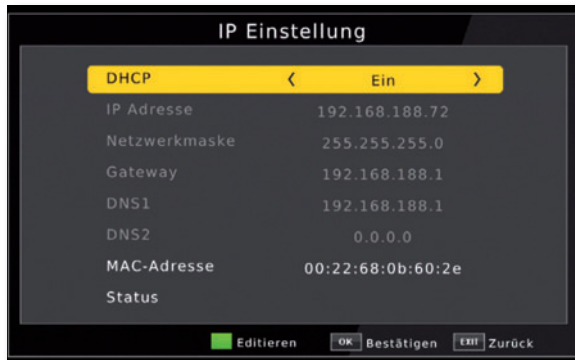 IP Einstellung
DHCP < Ein >
IP Adresse 192.168.188.72
Netzwerkmaske 255.255.255.0
Gateway 192.168.188.1
DNS1 192.168.188.1
DNS2 0.0.0.0
MAC-Adresse 00:22:68:0b:60:2e
Status
Editieren OK Bestätigen EXIT Zurück